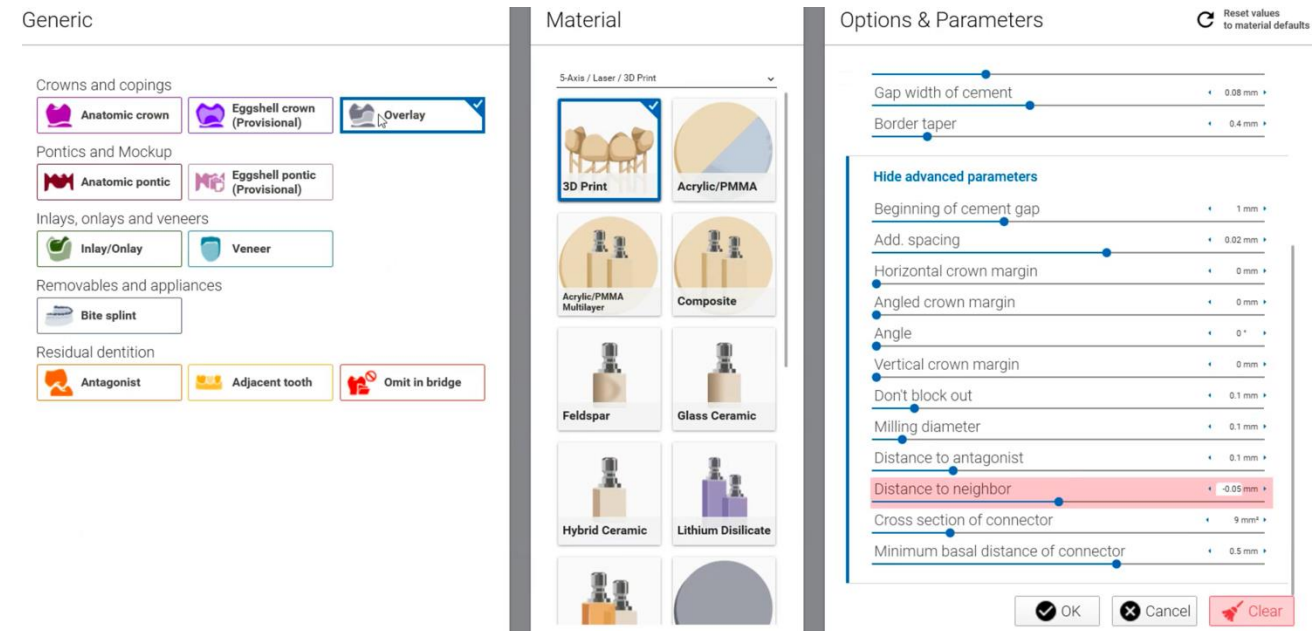 Generic
Crowns and copings
Anatomic crown
Eggshell crown
(Provisional)
Overlay
Pontics and Mockup
Anatomic pontic
Eggshell pontic
(Provisional)
Inlays, onlays and veneers
Inlay/Onlay
Veneer
Removables and appliances
Bite splint
Residual dentition
Antagonist
Adjacent tooth
Omit in bridge
Material
5-Axis / Laser / 3D Print
3D Print
Acrylic/PMMA
Acrylic/PMMA
Multilayer
Composite
Feldspar
Glass Ceramic
Hybrid Ceramic
Lithium Disilicate
Options & Parameters
Reset values
to material defaults
Gap width of cement 0.08 mm
Border taper 0.4 mm
Hide advanced parameters
Beginning of cement gap 1 mm
Add. spacing 0.02 mm
Horizontal crown margin 0 mm
Angled crown margin 0 mm
Angle 0 °
Vertical crown margin 0 mm
Don't block out 0.1 mm
Milling diameter 0.1 mm
Distance to antagonist 0.1 mm
Distance to neighbor -0.05 mm
Cross section of connector 9 mm²
Minimum basal distance of connector 0.5 mm
OK
Cancel
Clear